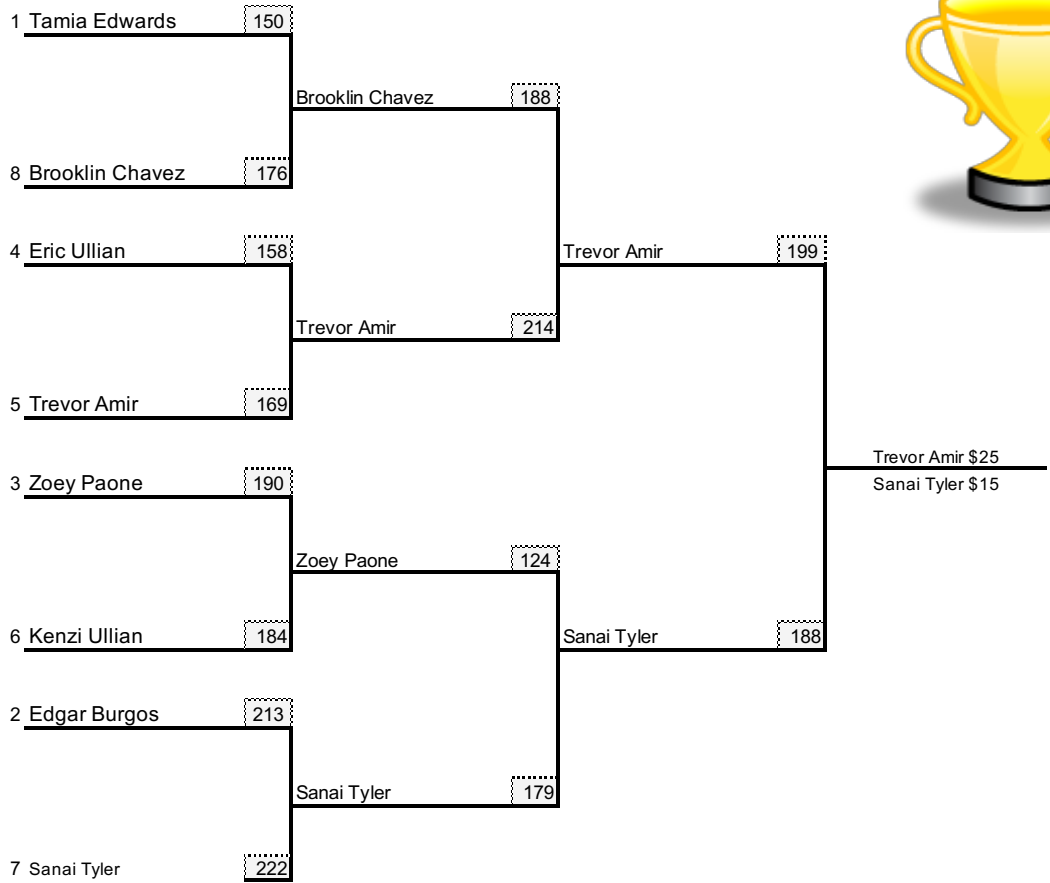 1 Tamia Edwards 150
Brooklin Chavez 188
8 Brooklin Chavez 176
4 Eric Ullian 158
Trevor Amir 199
Trevor Amir 214
5 Trevor Amir 169
Trevor Amir $25
3 Zoey Paone 190
Sanai Tyler $15
Zoey Paone 124
6 Kenzi Ullian 184
Sanai Tyler 188
2 Edgar Burgos 213
Sanai Tyler 179
7 Sanai Tyler 222